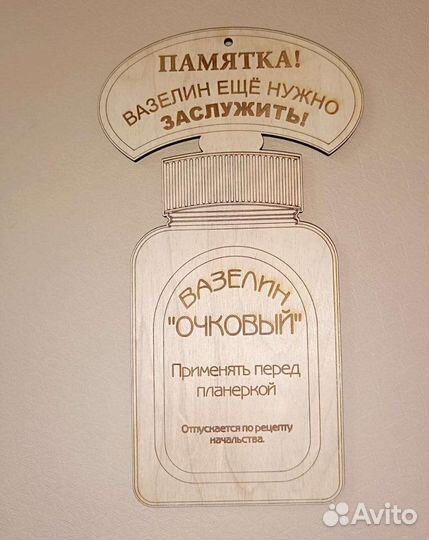 ПАМЯТКА!
ВАЗЕЛИН ЕЩЁ НУЖНО
ЗАСЛУЖИТЬ!
ВАЗЕЛИН
"ОЧКОВЫЙ"
Применять перед
планеркой
Отпускается по рецепту
начальства.
Avito